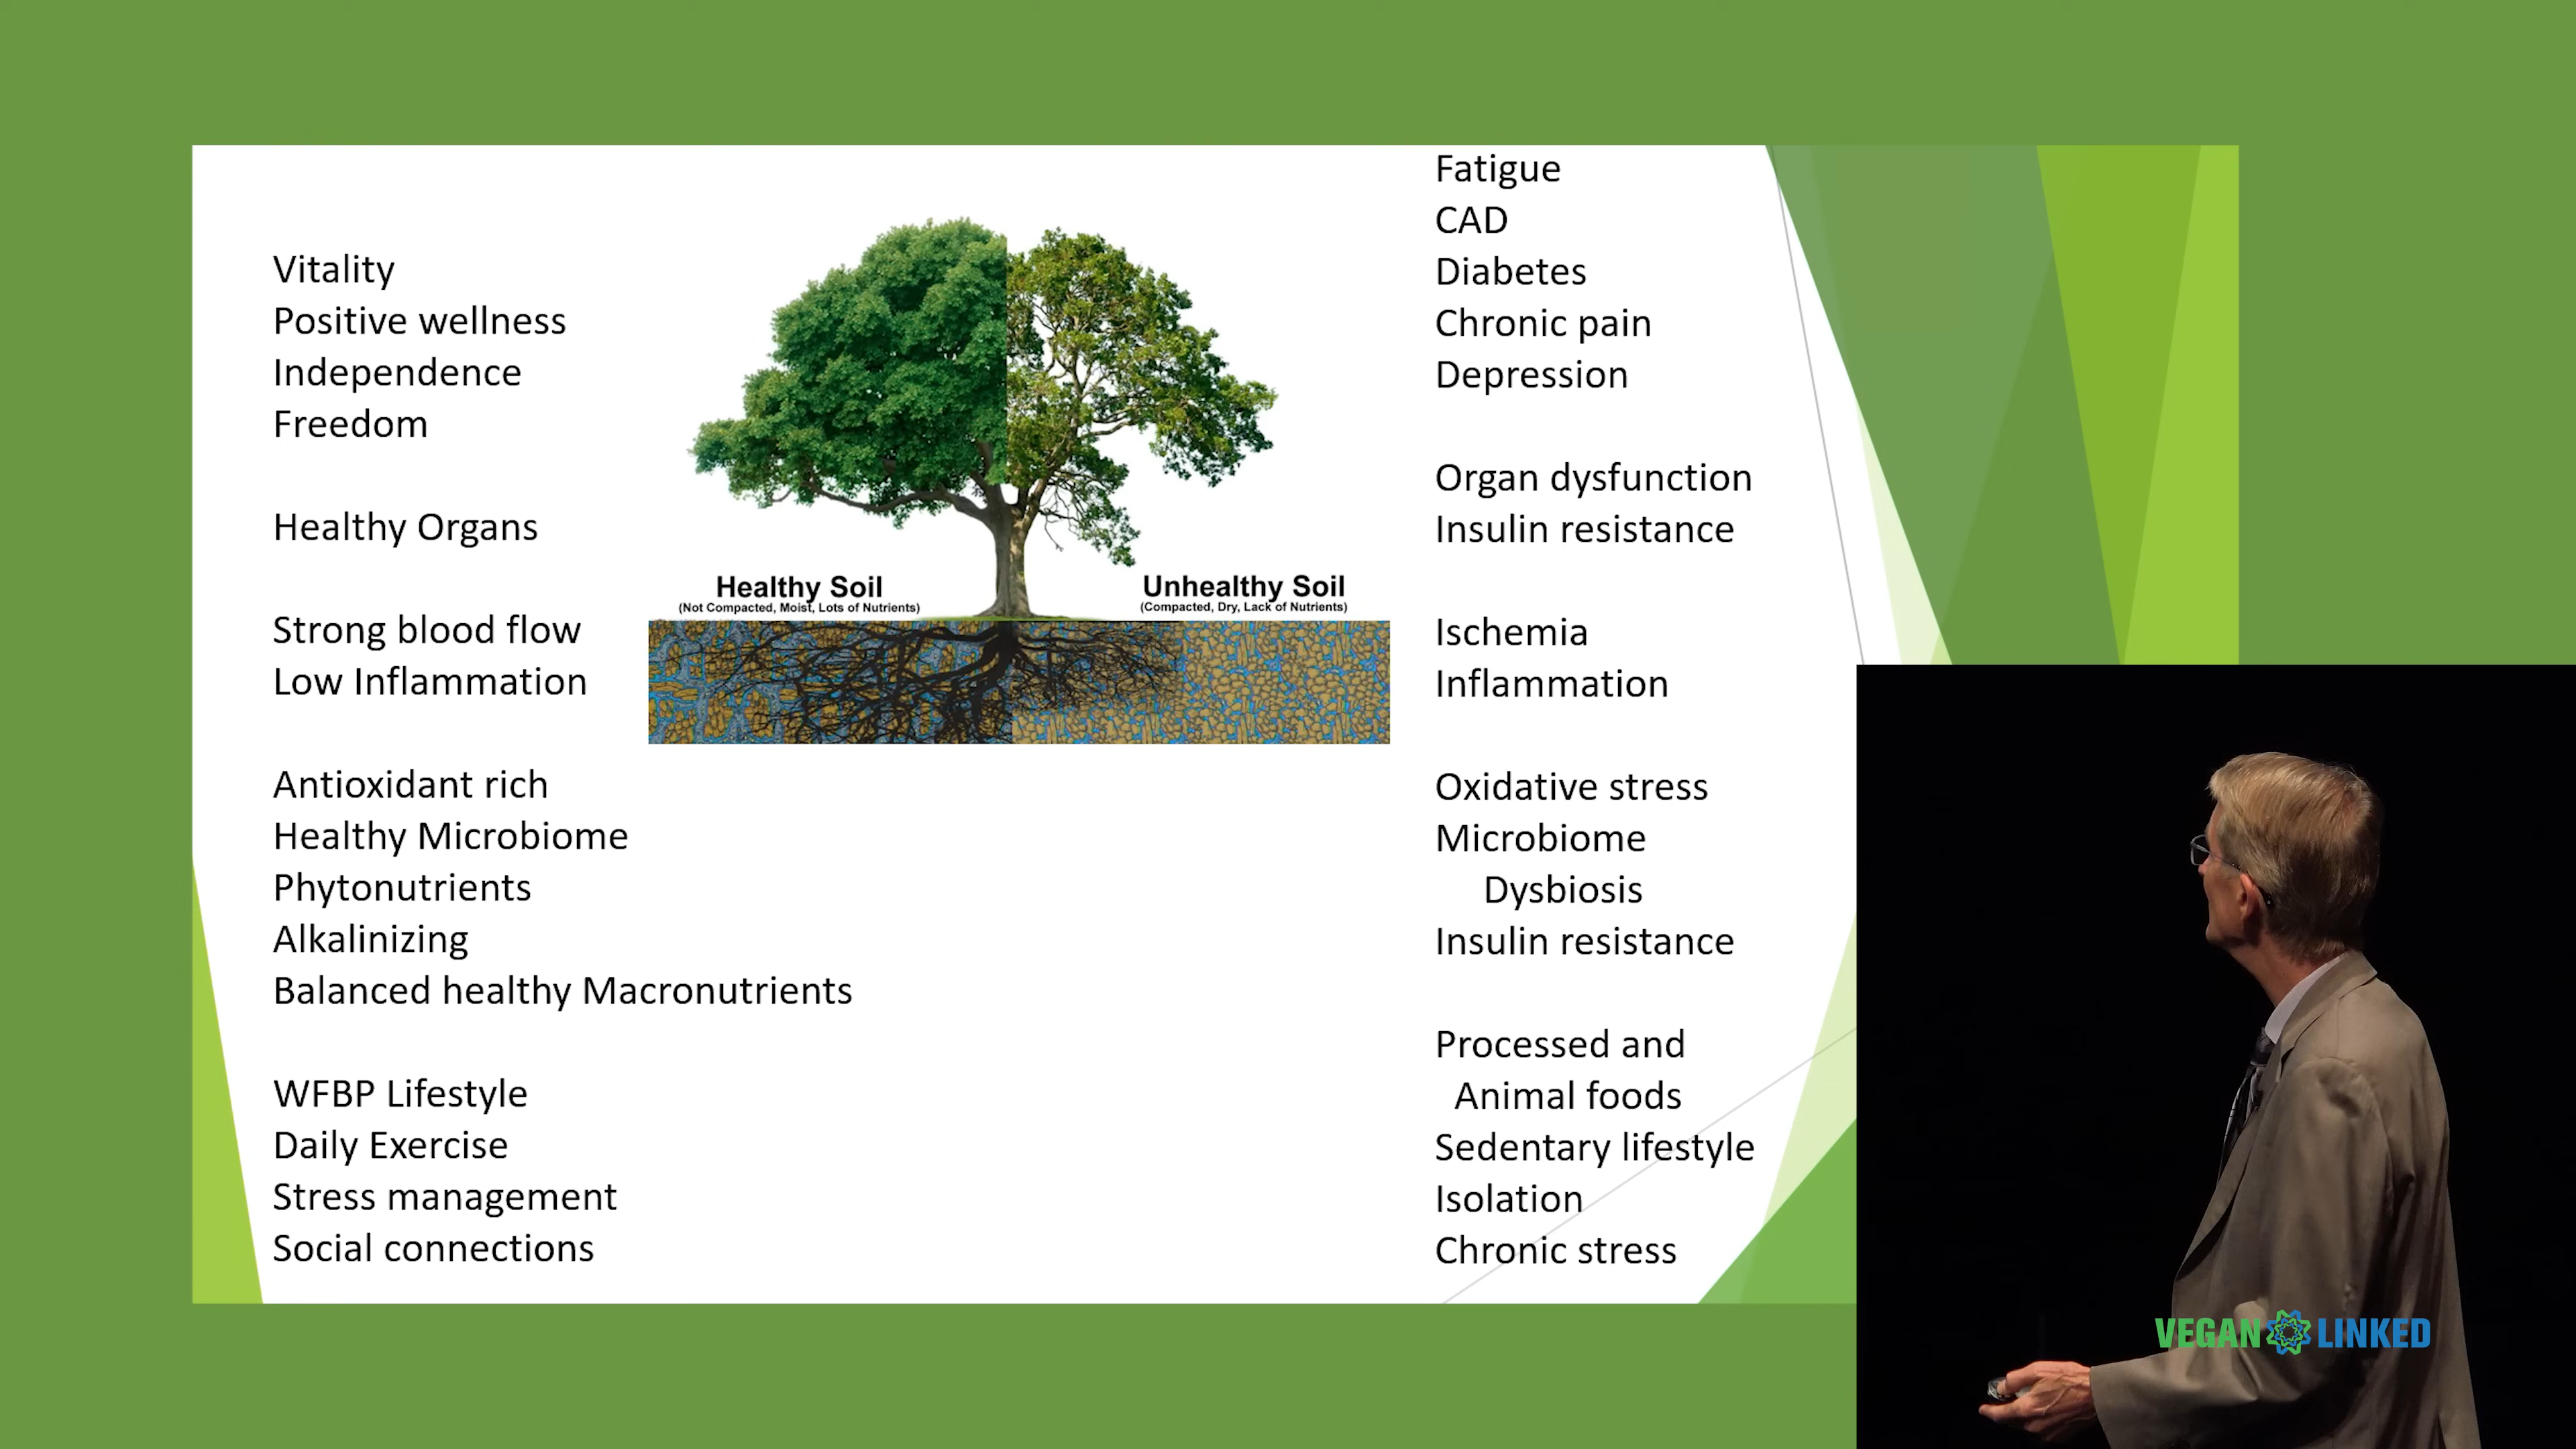 Vitality
Positive wellness
Independence
Freedom
Healthy Organs
Strong blood flow
Low Inflammation
Antioxidant rich
Healthy Microbiome
Phytonutrients
Alkalinizing
Balanced healthy Macronutrients
WFBP Lifestyle
Daily Exercise
Stress management
Social connections
Healthy Soil
(Not Compacted, Moist, Lots of Nutrients)
Unhealthy Soil
(Compacted, Dry, Lack of Nutrients)
Fatigue
CAD
Diabetes
Chronic pain
Depression
Organ dysfunction
Insulin resistance
Ischemia
Inflammation
Oxidative stress
Microbiome
Dysbiosis
Insulin resistance
Processed and
Animal foods
Sedentary lifestyle
Isolation
Chronic stress
VEGAN LINKED